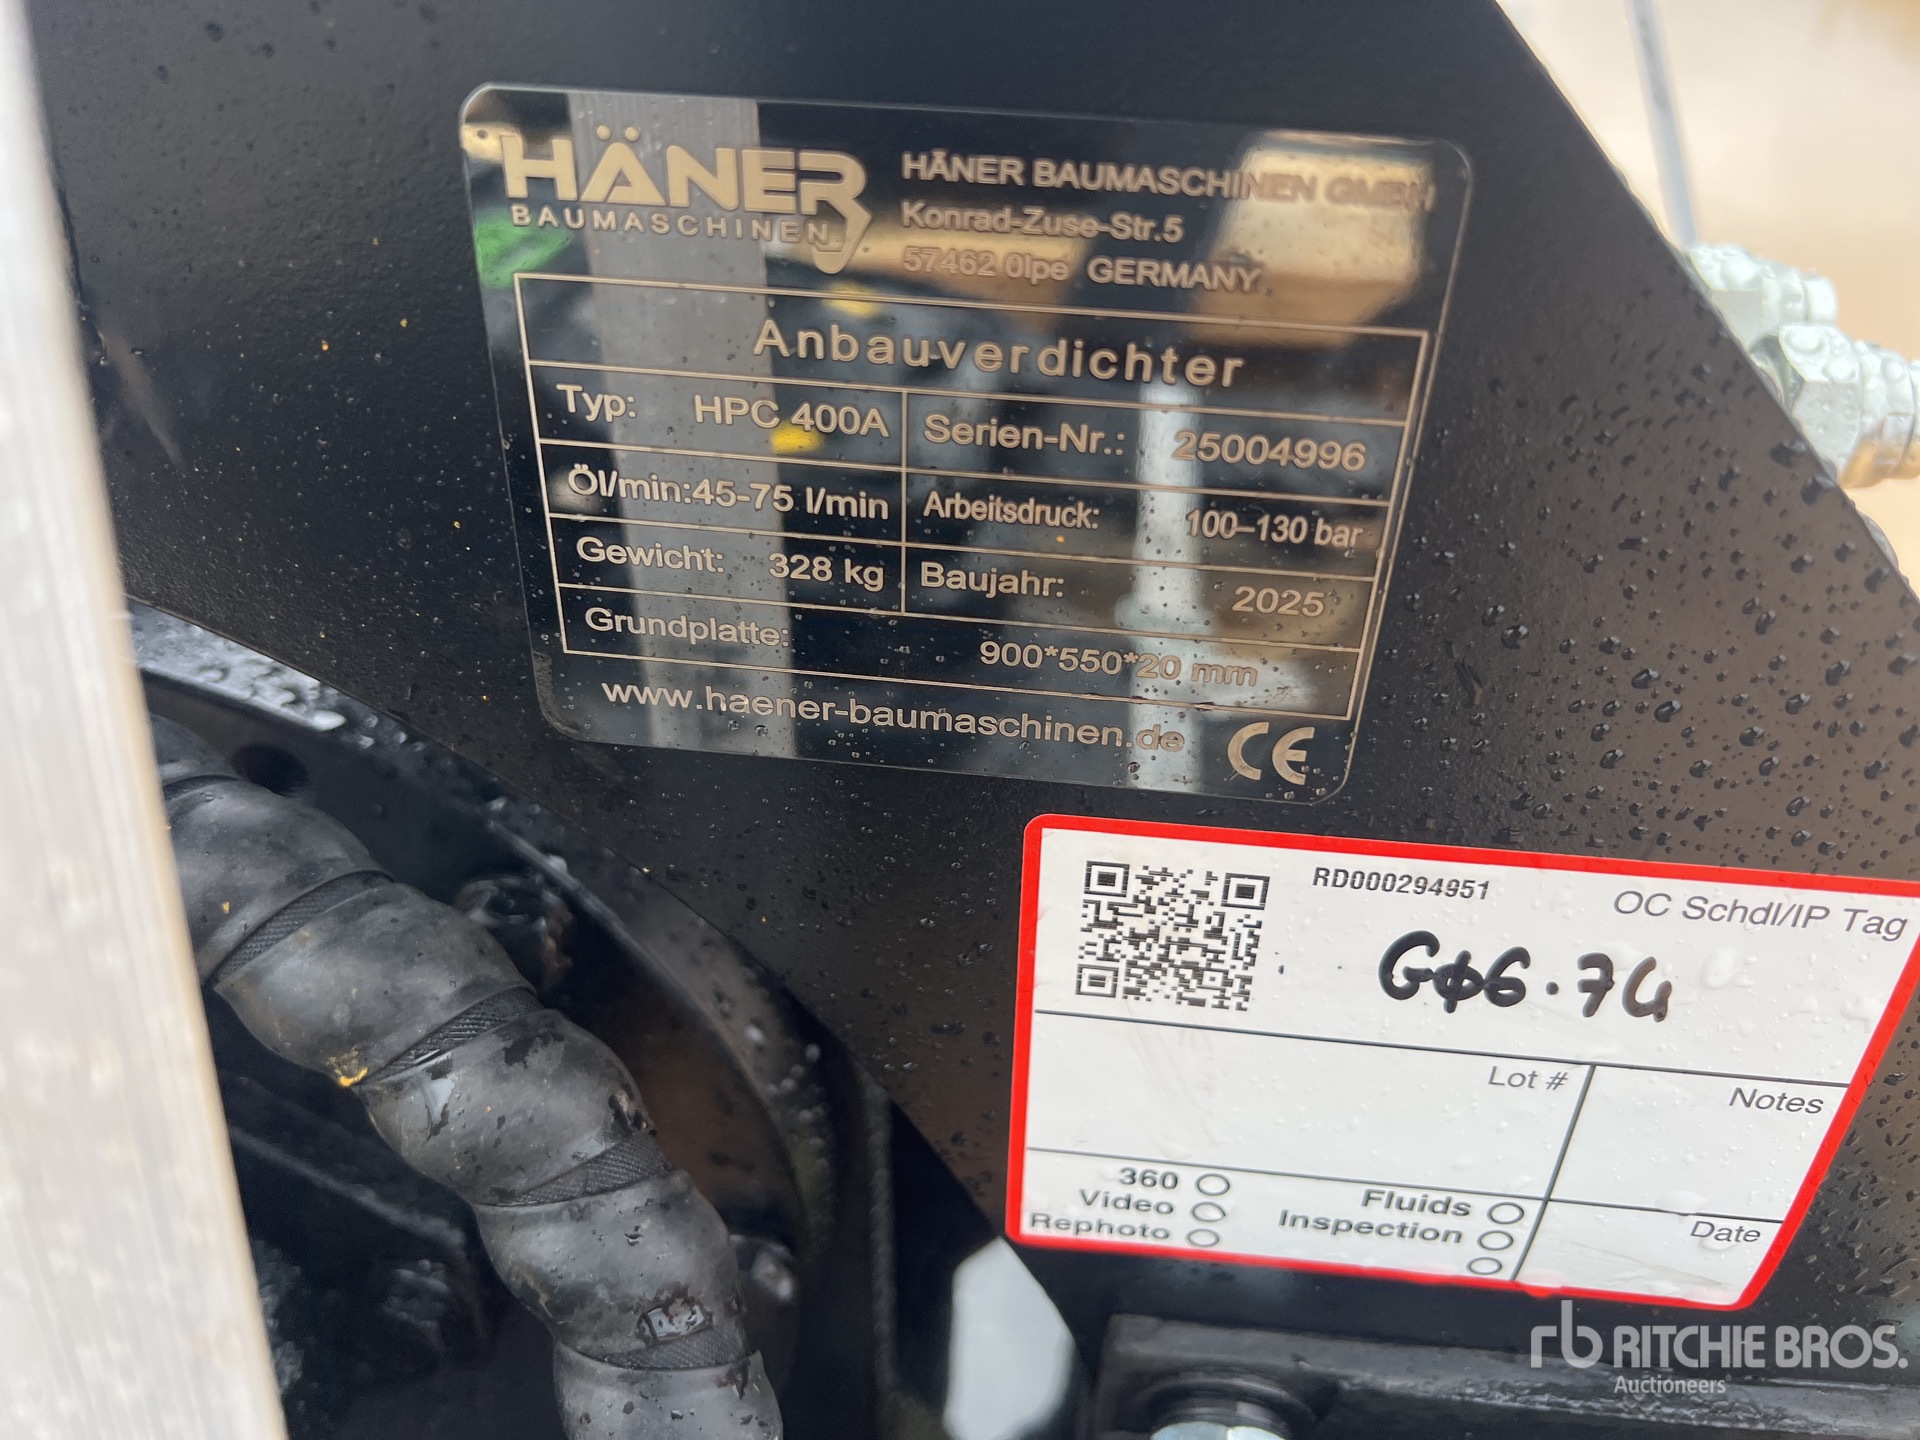 HÄNER
BAUMASCHINEN
HÄNER BAUMASCHINEN GMBH
Konrad-Zuse-Str.5
57462 Olpe GERMANY
Anbauverdichter
Typ: HPC 400A Serien-Nr.: 25004996
Öl/min:45-75 l/min Arbeitsdruck: 100–130 bar
Gewicht: 328 kg Baujahr: 2025
Grundplatte: 900*550*20 mm
www.haener-baumaschinen.de CE
RD000294951 OC Schdl/IP Tag
GØ6.74
Lot # Notes
360
Video
Rephoto
Fluids
Inspection
Date
rb RITCHIE BROS.
Auctioneers